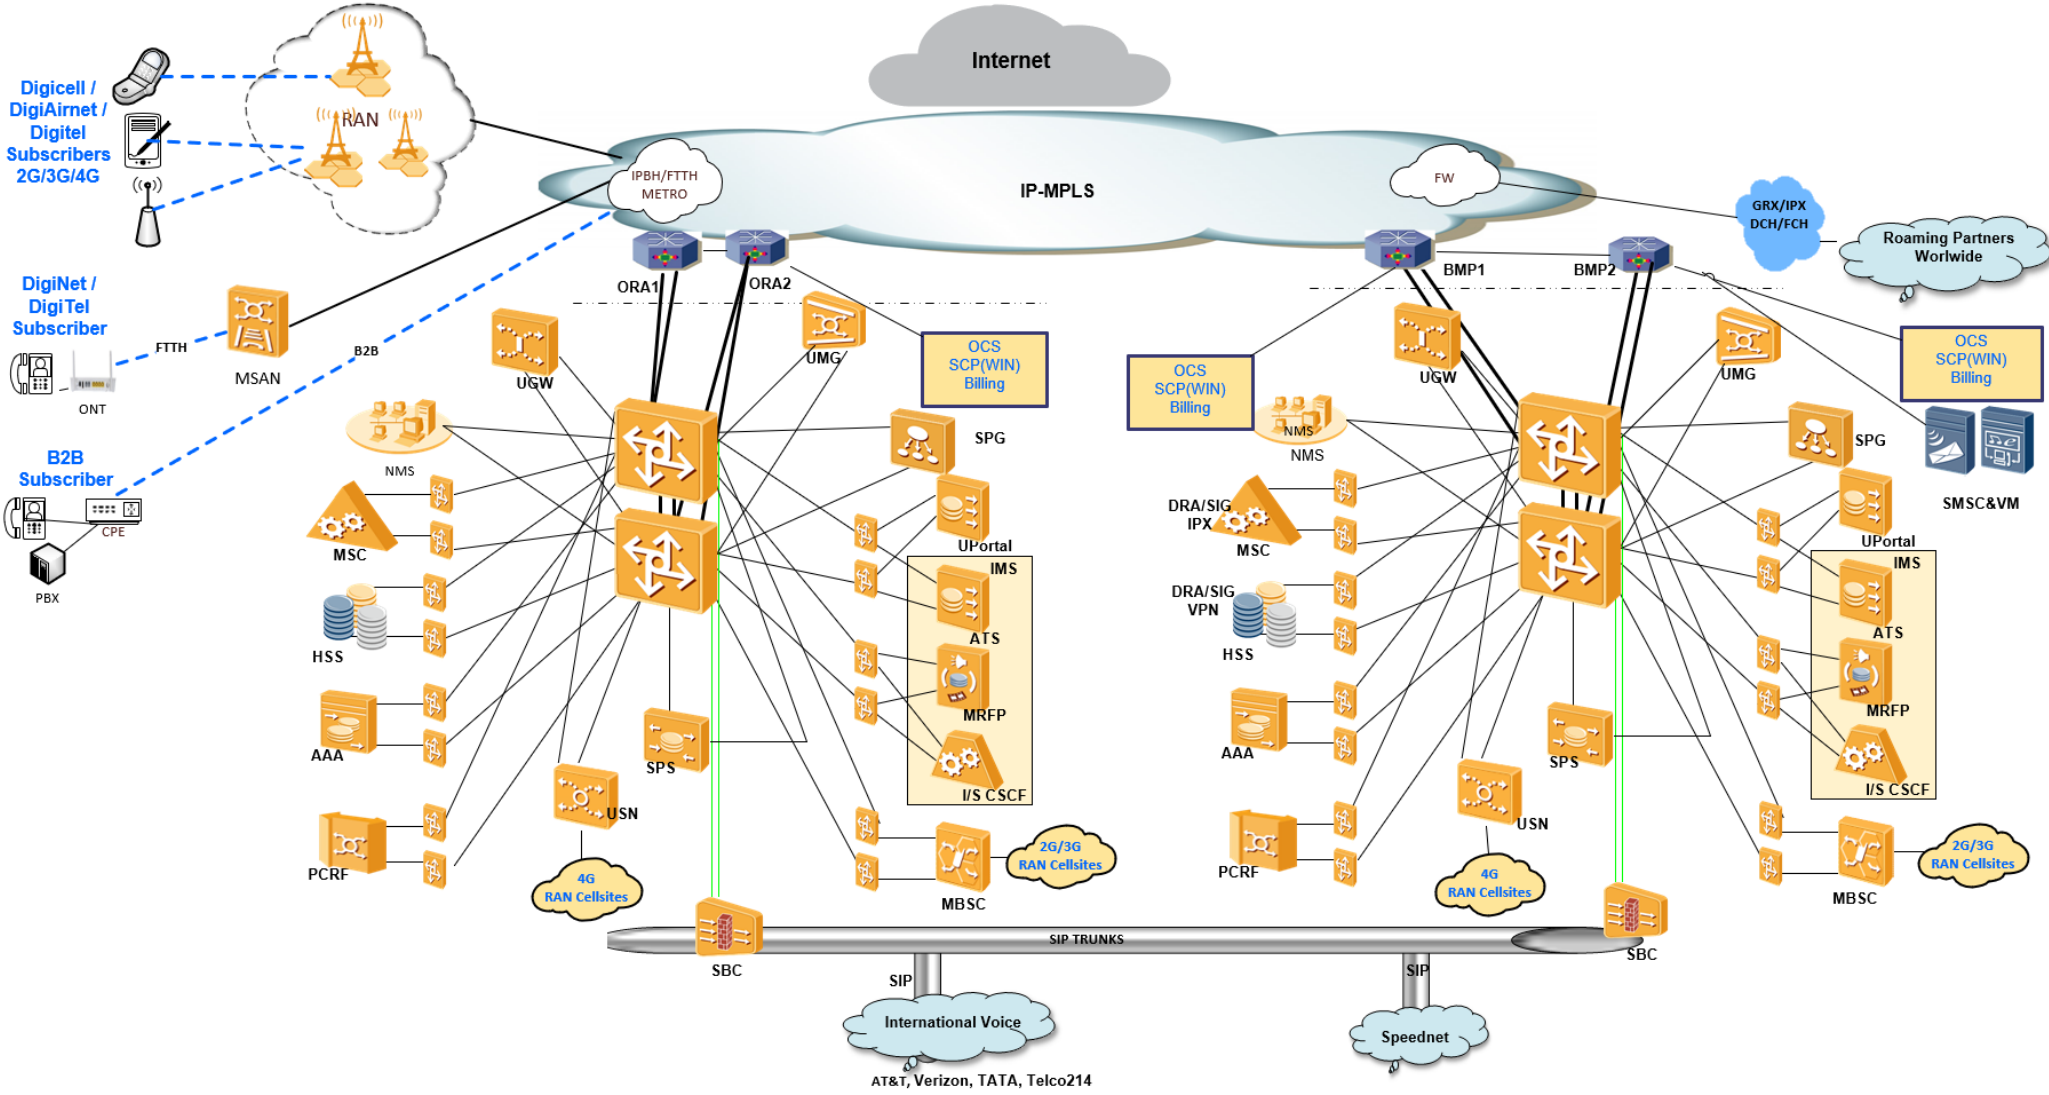 Internet
Digicell /
DigiAirnet /
Digitel
Subscribers
2G/3G/4G
RAN
IPBH/FTTH
METRO
IP-MPLS
FW
GRX/IPX
DCH/FCH
Roaming Partners
Worlwide
ORA1
ORA2
BMP1
BMP2
DigiNet /
DigiTel
Subscriber
FTTH
MSAN
ONT
B2B
B2B
Subscriber
CPE
PBX
UGW
UMG
OCS
SCP(WIN)
Billing
NMS
SPG
MSC
UPortal
IMS
HSS
ATS
AAA
MRFP
SPS
I/S CSCF
USN
PCRF
4G
RAN Cellsites
2G/3G
RAN Cellsites
MBSC
SBC
OCS
SCP(WIN)
Billing
UGW
UMG
OCS
SCP(WIN)
Billing
NMS
NMS
SPG
SMSC&VM
DRA/SIG
IPX
MSC
UPortal
IMS
DRA/SIG
VPN
HSS
ATS
AAA
MRFP
SPS
I/S CSCF
USN
PCRF
4G
RAN Cellsites
2G/3G
RAN Cellsites
MBSC
SBC
SIP TRUNKS
SIP
SIP
International Voice
Speednet
AT&T, Verizon, TATA, Telco214